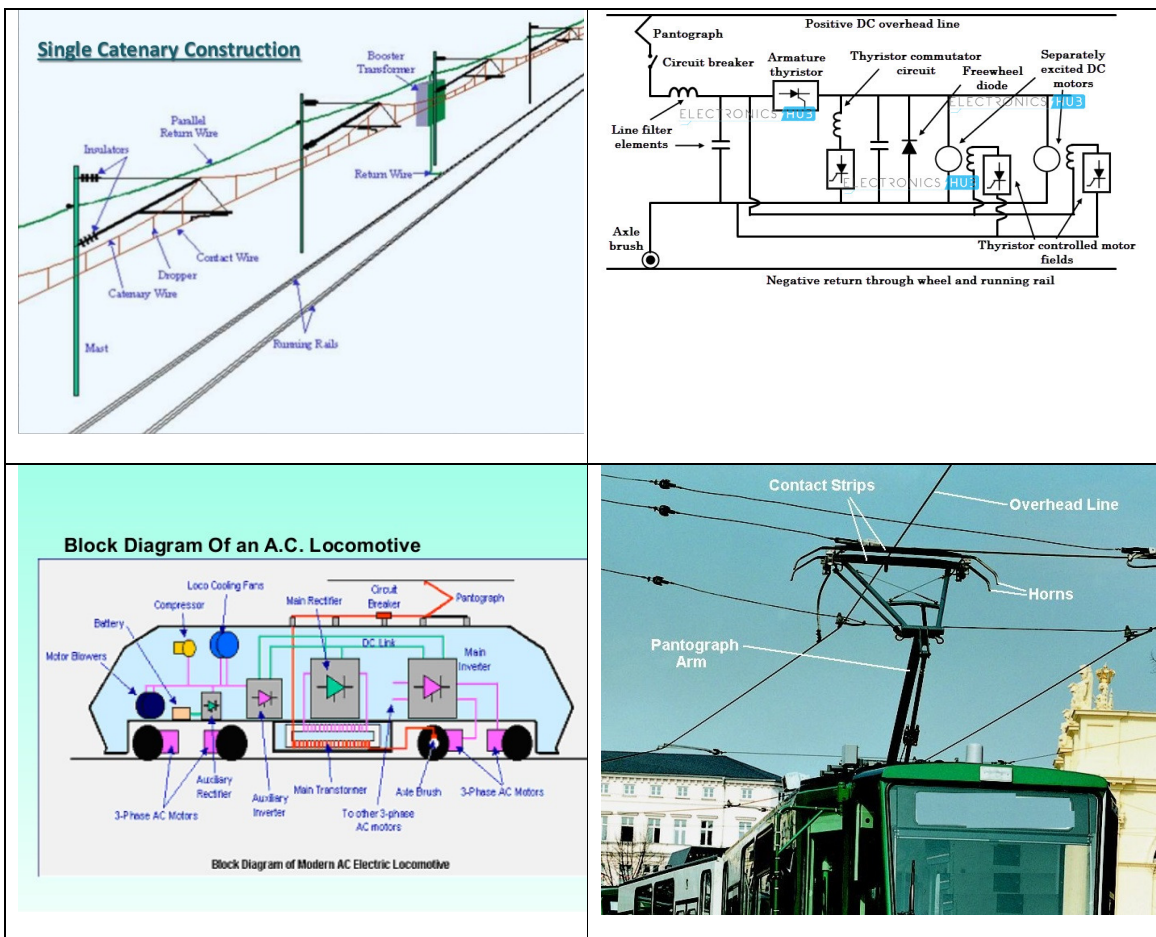 Single Catenary Construction
Booster
Transformer
Parallel
Return Wire
Insulators
Return Wire
Contact Wire
Dropper
Catenary Wire
Running Rails
Mast
Positive DC overhead line
Pantograph
Circuit breaker
Armature
thyristor
Thyristor commutator
circuit
Freewheel
diode
Separately
excited DC
motors
ELECTRONICS HUB
ELECTRONICS HUB
Line filter
elements
ELECTRONICS HUB
Axle
brush
Thyristor controlled motor
fields
Negative return through wheel and running rail
Block Diagram Of an A.C. Locomotive
Loco Cooling Fans
Compressor
Battery
Motor Blowers
Main Rectifier
Circuit
Breaker
Pantograph
DC Link
Main
Inverter
3-Phase AC Motors
Auxiliary
Rectifier
Auxiliary
Inverter
Main Transformer
To other 3-phase
AC motors
Axle Brush
3-Phase AC Motors
Block Diagram of Modern AC Electric Locomotive
Contact Strips
Overhead Line
Horns
Pantograph
Arm